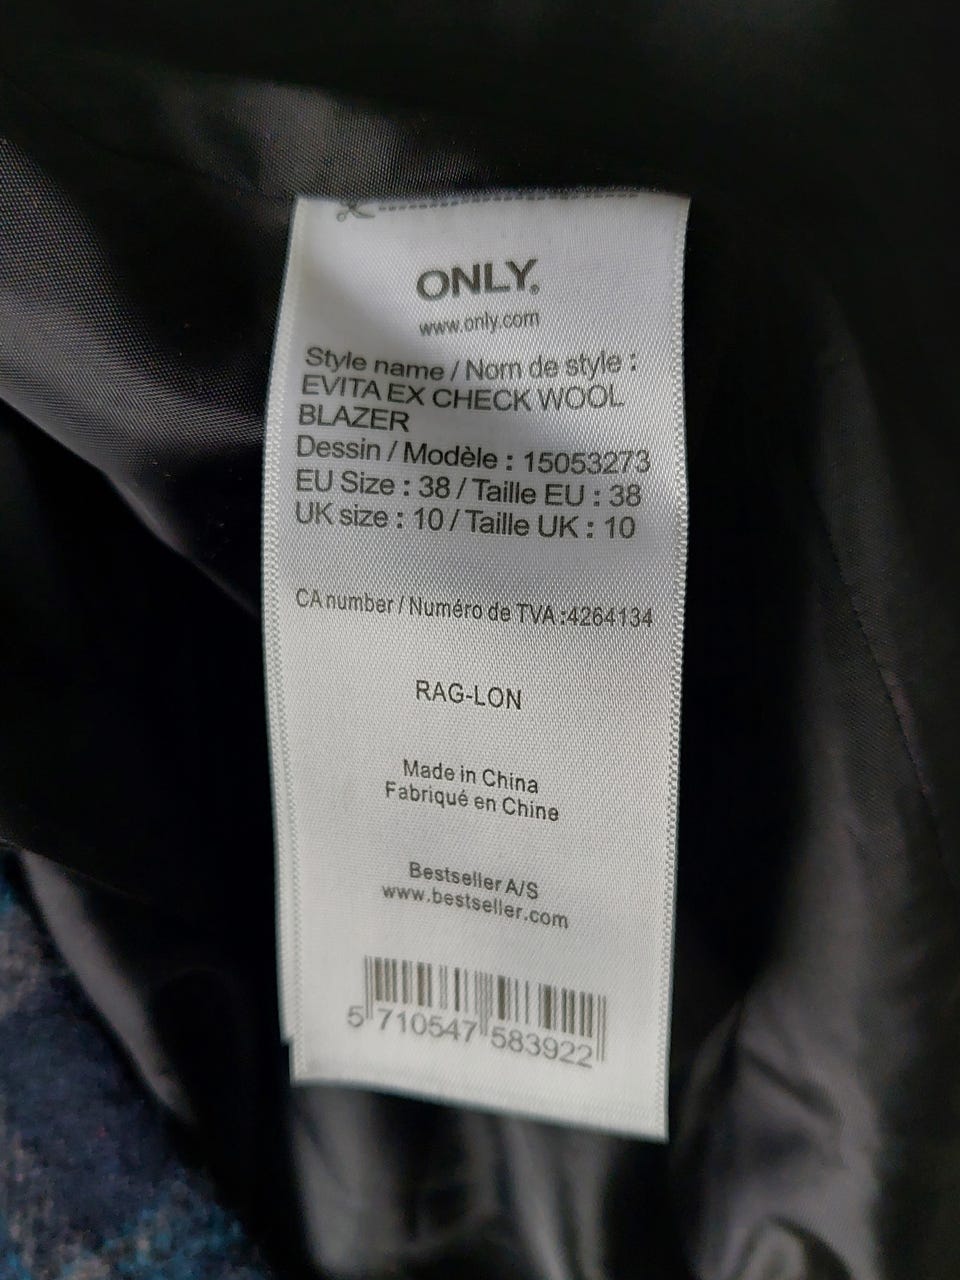 ONLY.
www.only.com
Style name / Nom de style :
EVITA EX CHECK WOOL
BLAZER
Dessin / Modèle : 15053273
EU Size : 38 / Taille EU : 38
UK size : 10 / Taille UK : 10
CA number / Numéro de TVA :4264134
RAG-LON
Made in China
Fabriqué en Chine
Bestseller A/S
www.bestseller.com
5 710547 583922